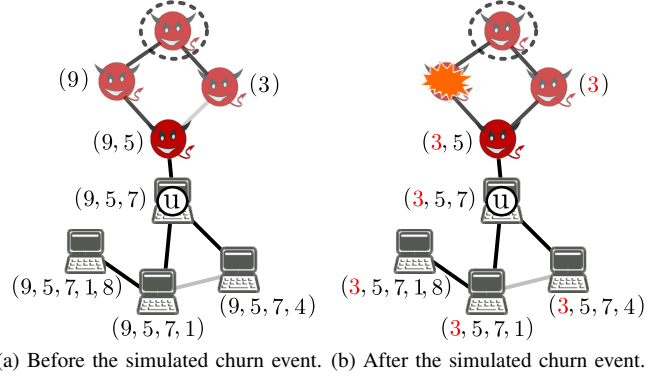 (9)
(3)
(9, 5)
(9, 5, 7)
u
(9, 5, 7, 1, 8)
(9, 5, 7, 4)
(9, 5, 7, 1)
(3)
(3, 5)
(3, 5, 7)
u
(3, 5, 7, 1, 8)
(3, 5, 7, 4)
(3, 5, 7, 1)
a) Before the simulated churn event. (b) After the simulated churn event.